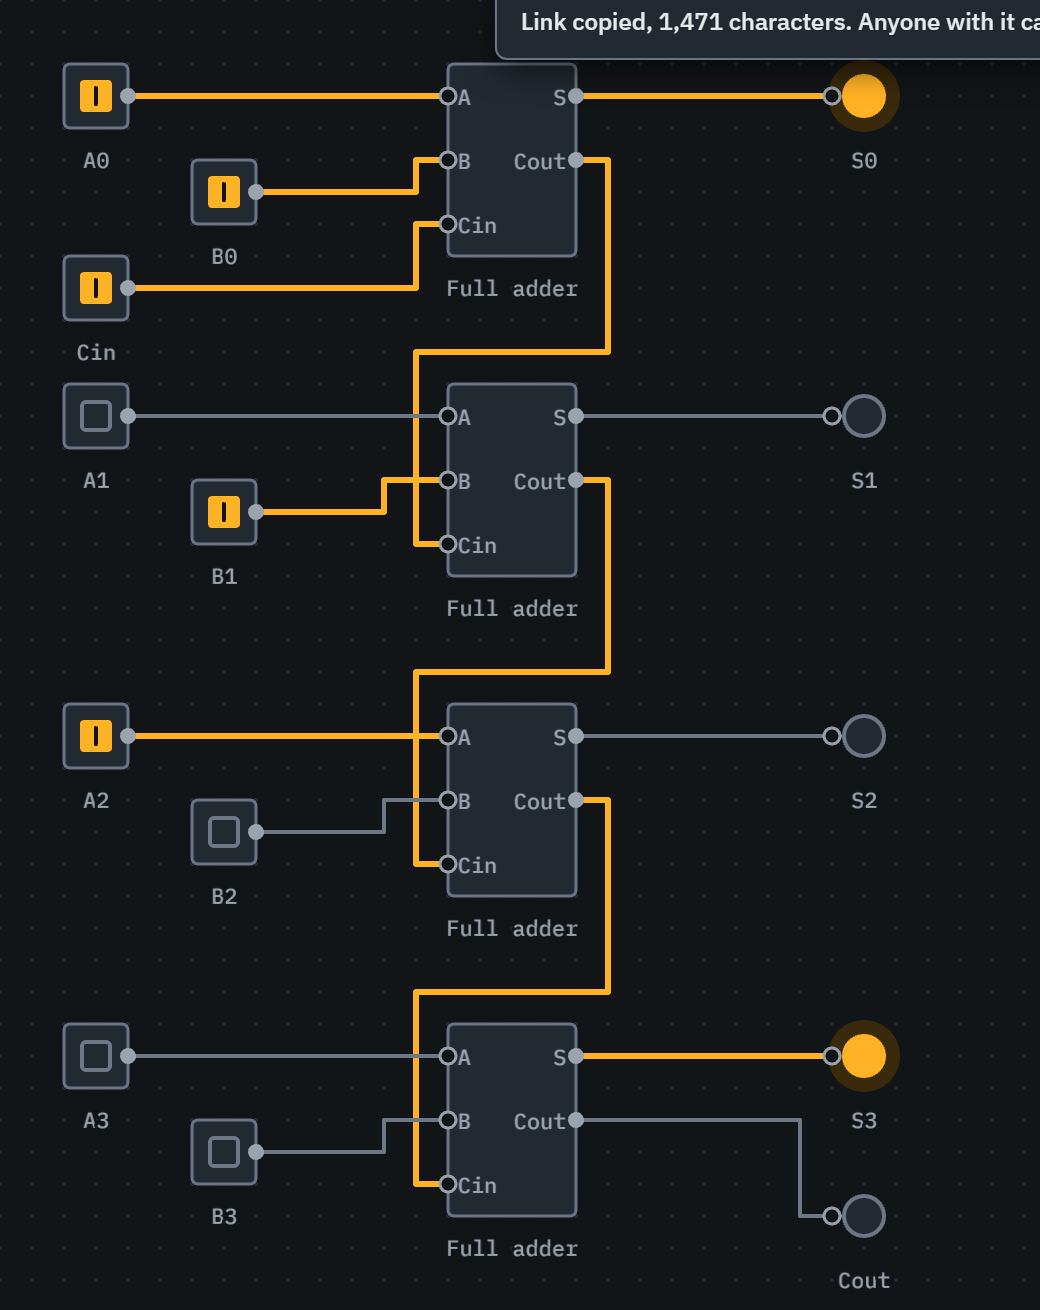 Link copied, 1,471 characters. Anyone with it
A S
A0 S0
B Cout
B0 Cin
Full adder
Cin
A S
A1 S1
B Cout
B1 Cin
Full adder
A S
A2 S2
B Cout
B2 Cin
Full adder
A S
A3 S3
B Cout
B3 Cin
Full adder
Cout